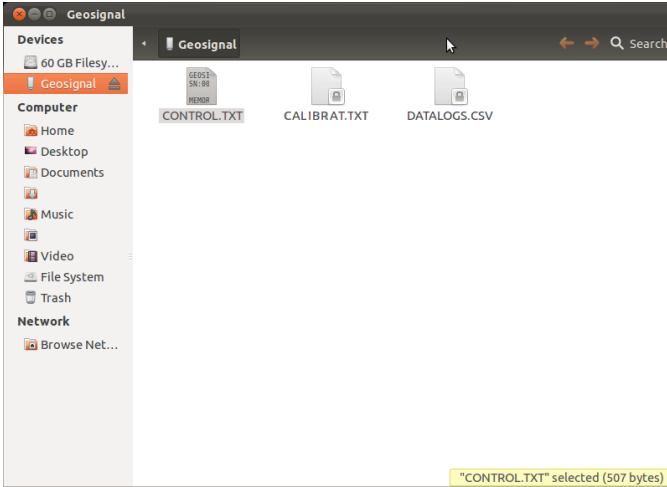 Geosignal
Devices
60 GB Filesy...
Geosignal
Computer
Home
Desktop
Documents
Music
Video
File System
Trash
Network
Browse Net...
Geosignal
Search
GEOSI
SN:00
MEMOR
CONTROL.TXT
CALIBRAT.TXT
DATALOGS.CSV
"CONTROL.TXT" selected (507 bytes)